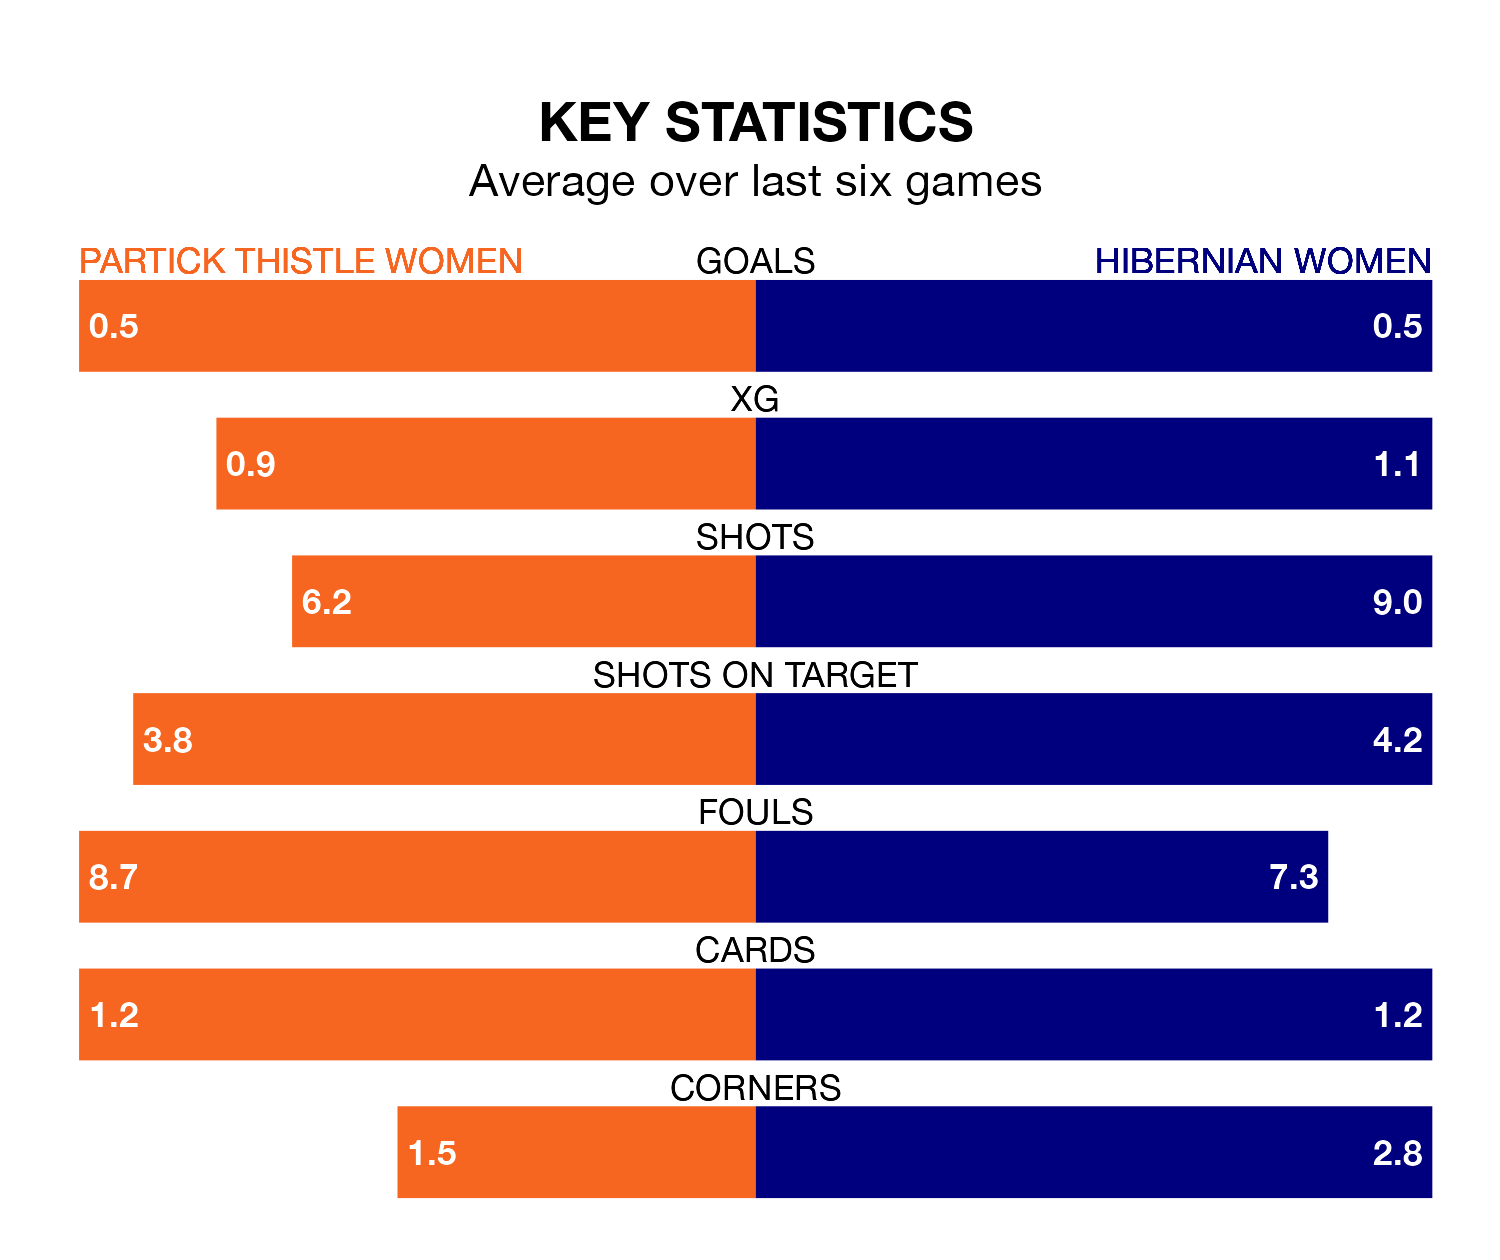 KEY STATISTICS
Average over last six games
PARTICK THISTLE WOMEN GOALS HIBERNIAN WOMEN
0.5 0.5
XG
0.9 1.1
SHOTS
6.2 9.0
SHOTS ON TARGET
3.8 4.2
FOULS
8.7 7.3
CARDS
1.2 1.2
CORNERS
1.5 2.8